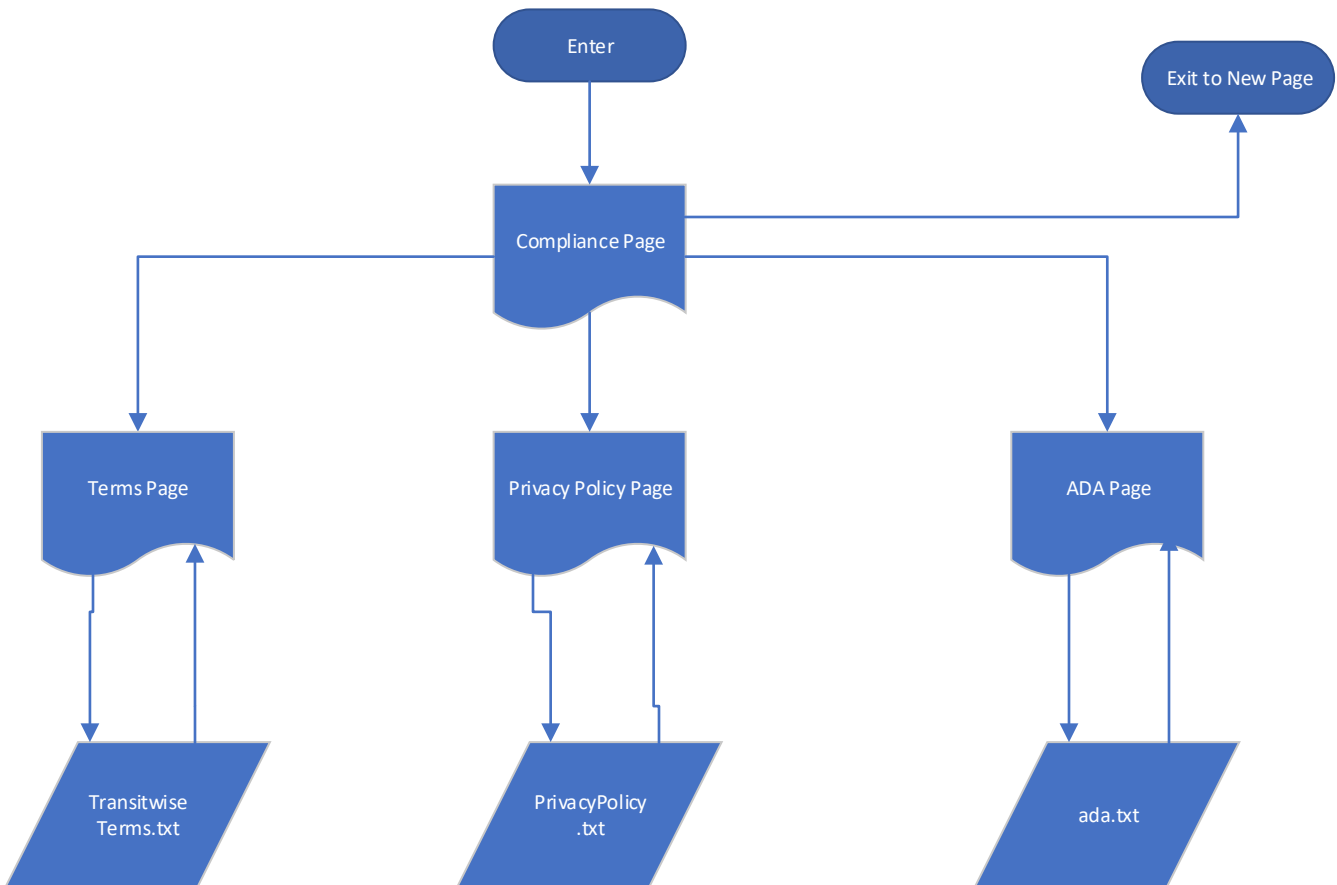 Enter
Exit to New Page
Compliance Page
Terms Page
Privacy Policy Page
ADA Page
Transitwise
Terms.txt
PrivacyPolicy
.txt
ada.txt